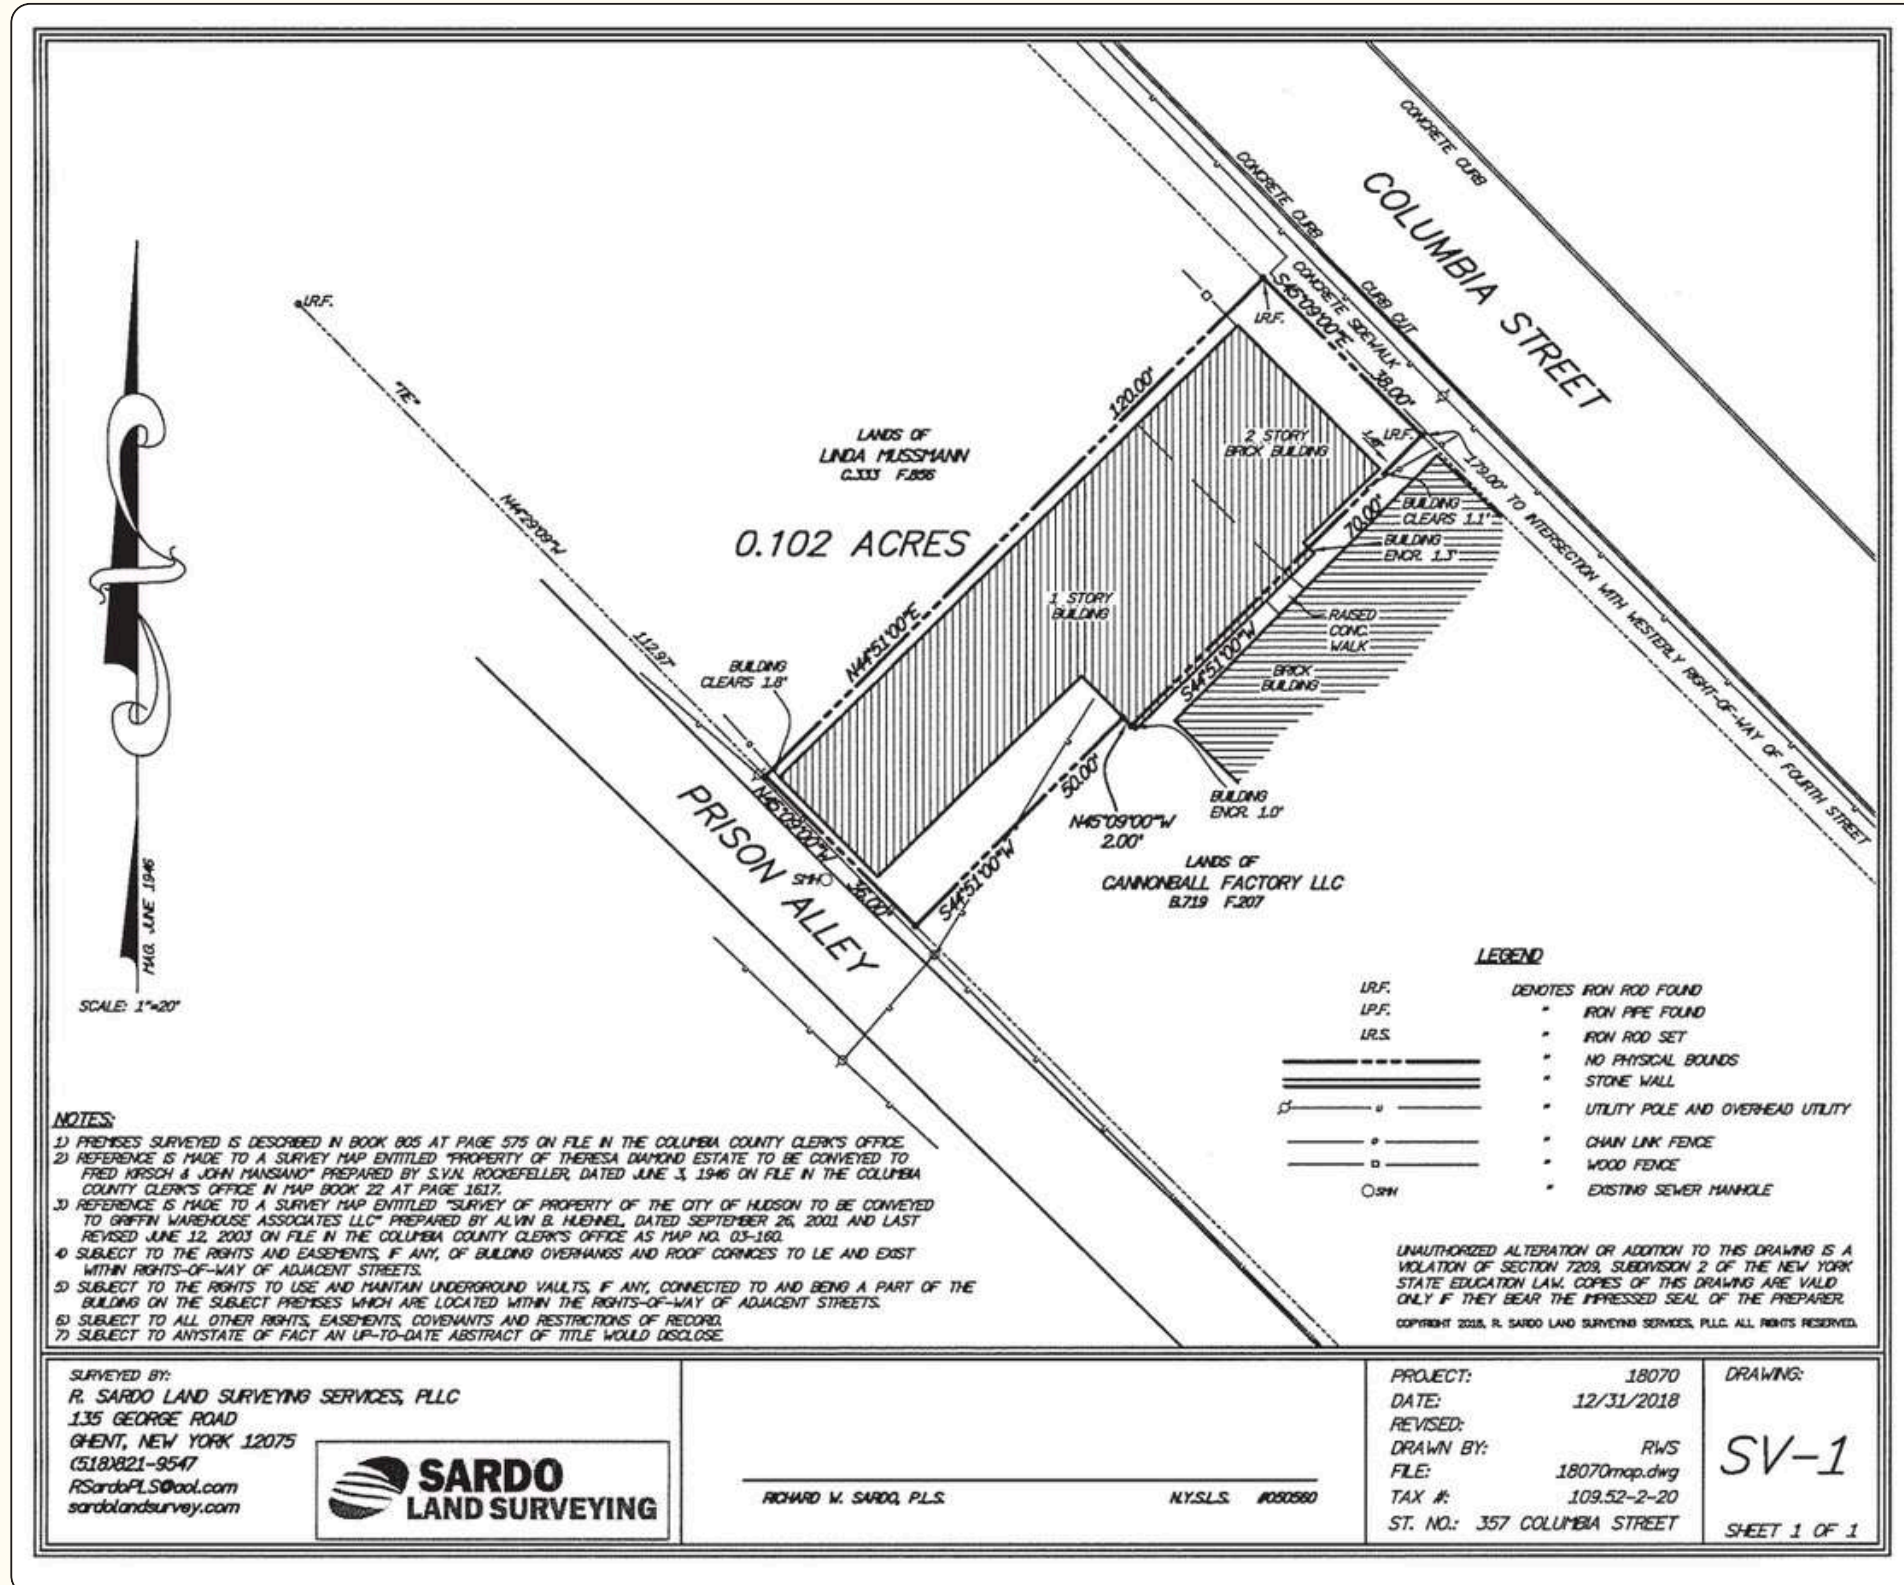 CONCRETE CURB
COLUMBIA STREET
CONCRETE CURB
CURB CUT
CONCRETE SIDEWALK
S45°09'00"E
38.00'
I.R.F.
I.R.F.
I.R.F.
"TIE"
N44°29'09"W
112.97'
120.00'
N44°51'00"E
LANDS OF
LINDA MUSSMANN
C.333 F.856
0.102 ACRES
2 STORY
BRICK BUILDING
1 STORY
BUILDING
BUILDING
CLEARS 1.1'
70.00'
BUILDING
ENCR. 1.3'
RAISED
CONC.
WALK
S44°51'00"W
BRICK
BUILDING
179.00' TO INTERSECTION WITH WESTERLY RIGHT-OF-WAY OF FOURTH STREET
BUILDING
CLEARS 1.8'
BUILDING
ENCR. 1.0'
50.00'
N45°09'00"W
2.00'
S44°51'00"W
N45°09'00"W
36.00'
SMH
PRISON ALLEY
LANDS OF
CANNONBALL FACTORY LLC
B.719 F.207
MAG. JUNE 1946
SCALE: 1"=20'
LEGEND
I.R.F. DENOTES IRON ROD FOUND
I.P.F. " IRON PIPE FOUND
I.R.S. " IRON ROD SET
" NO PHYSICAL BOUNDS
" STONE WALL
" UTILITY POLE AND OVERHEAD UTILITY
" CHAIN LINK FENCE
" WOOD FENCE
SMH " EXISTING SEWER MANHOLE
NOTES:
1) PREMISES SURVEYED IS DESCRIBED IN BOOK 805 AT PAGE 575 ON FILE IN THE COLUMBIA COUNTY CLERK'S OFFICE.
2) REFERENCE IS MADE TO A SURVEY MAP ENTITLED "PROPERTY OF THERESA DIAMOND ESTATE TO BE CONVEYED TO
FRED KIRSCH & JOHN MANSIANO" PREPARED BY S.V.N. ROCKEFELLER, DATED JUNE 3, 1946 ON FILE IN THE COLUMBIA
COUNTY CLERK'S OFFICE IN MAP BOOK 22 AT PAGE 1617.
3) REFERENCE IS MADE TO A SURVEY MAP ENTITLED "SURVEY OF PROPERTY OF THE CITY OF HUDSON TO BE CONVEYED
TO GRIFFIN WAREHOUSE ASSOCIATES LLC" PREPARED BY ALVIN B. HUEHNEL, DATED SEPTEMBER 26, 2001 AND LAST
REVISED JUNE 12, 2003 ON FILE IN THE COLUMBIA COUNTY CLERK'S OFFICE AS MAP NO. 03-160.
4) SUBJECT TO THE RIGHTS AND EASEMENTS, IF ANY, OF BUILDING OVERHANGS AND ROOF CORNICES TO LIE AND EXIST
WITHIN RIGHTS-OF-WAY OF ADJACENT STREETS.
5) SUBJECT TO THE RIGHTS TO USE AND MAINTAIN UNDERGROUND VAULTS, IF ANY, CONNECTED TO AND BEING A PART OF THE
BUILDING ON THE SUBJECT PREMISES WHICH ARE LOCATED WITHIN THE RIGHTS-OF-WAY OF ADJACENT STREETS.
6) SUBJECT TO ALL OTHER RIGHTS, EASEMENTS, COVENANTS AND RESTRICTIONS OF RECORD.
7) SUBJECT TO ANYSTATE OF FACT AN UP-TO-DATE ABSTRACT OF TITLE WOULD DISCLOSE.
UNAUTHORIZED ALTERATION OR ADDITION TO THIS DRAWING IS A
VIOLATION OF SECTION 7209, SUBDIVISION 2 OF THE NEW YORK
STATE EDUCATION LAW. COPIES OF THIS DRAWING ARE VALID
ONLY IF THEY BEAR THE IMPRESSED SEAL OF THE PREPARER.
COPYRIGHT 2018, R. SARDO LAND SURVEYING SERVICES, PLLC. ALL RIGHTS RESERVED.
SURVEYED BY:
R. SARDO LAND SURVEYING SERVICES, PLLC
135 GEORGE ROAD
GHENT, NEW YORK 12075
(518)821-9547
RSardoPLS@aol.com
sardolandsurvey.com
SARDO
LAND SURVEYING
RICHARD W. SARDO, P.L.S. N.Y.S.L.S. #050560
PROJECT: 18070
DATE: 12/31/2018
REVISED:
DRAWN BY: RWS
FILE: 18070map.dwg
TAX #: 109.52-2-20
ST. NO.: 357 COLUMBIA STREET
DRAWING:
SV-1
SHEET 1 OF 1